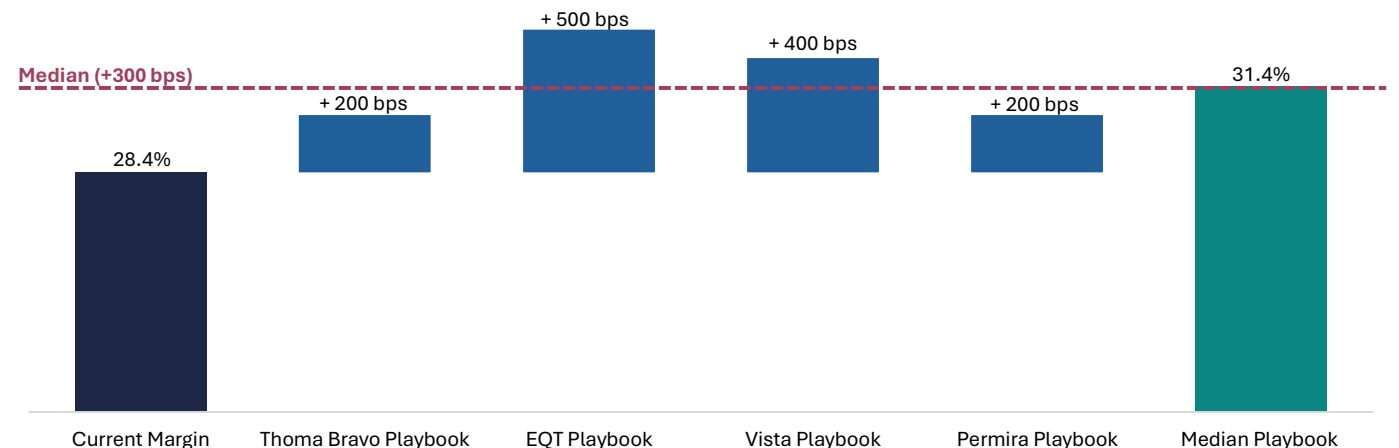 + 500 bps
+ 400 bps
Median (+300 bps)
31.4%
+ 200 bps
+ 200 bps
28.4%
Current Margin
Thoma Bravo Playbook
EQT Playbook
Vista Playbook
Permira Playbook
Median Playbook